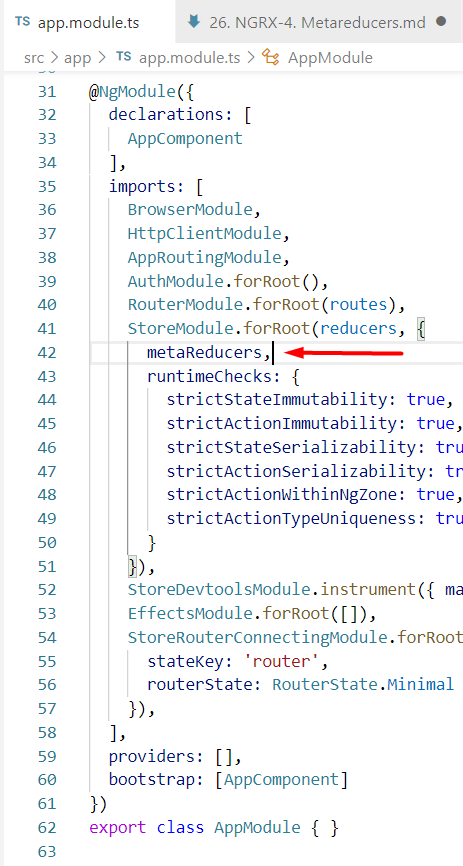 TS app.module.ts 26. NGRX-4. Metareducers.md
src > app > TS app.module.ts > AppModule
31 @NgModule({
32 declarations: [
33 AppComponent
34 ],
35 imports: [
36 BrowserModule,
37 HttpClientModule,
38 AppRoutingModule,
39 AuthModule.forRoot(),
40 RouterModule.forRoot(routes),
41 StoreModule.forRoot(reducers, {
42 metaReducers,
43 runtimeChecks: {
44 strictStateImmutability: true,
45 strictActionImmutability: true,
46 strictStateSerializability: tru
47 strictActionSerializability: tr
48 strictActionWithinNgZone: true,
49 strictActionTypeUniqueness: tru
50 }
51 }),
52 StoreDevtoolsModule.instrument({ ma
53 EffectsModule.forRoot([]),
54 StoreRouterConnectingModule.forRoot
55 stateKey: 'router',
56 routerState: RouterState.Minimal
57 }),
58 ],
59 providers: [],
60 bootstrap: [AppComponent]
61 })
62 export class AppModule { }
63